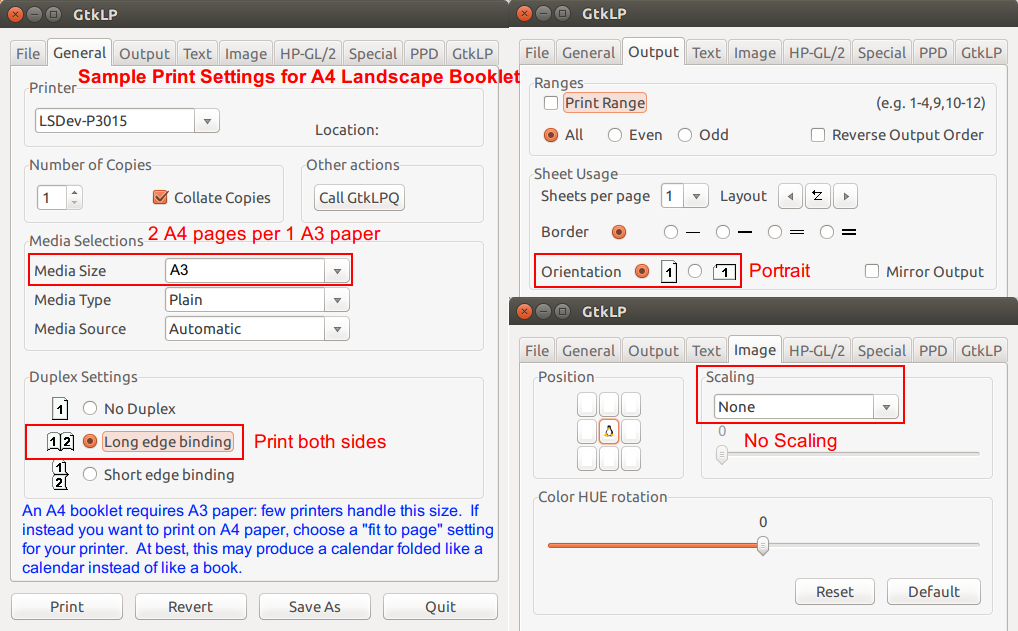 GtkLP
File General Output Text Image HP-GL/2 Special PPD GtkLP
Sample Print Settings for A4 Landscape Booklet
Printer
LSDev-P3015
Location:
Number of Copies
1
Collate Copies
Other actions
Call GtkLPQ
2 A4 pages per 1 A3 paper
Media Selections
Media Size A3
Media Type Plain
Media Source Automatic
Duplex Settings
1 No Duplex
1 2 Long edge binding
Print both sides
1
2 Short edge binding
An A4 booklet requires A3 paper: few printers handle this size. If
instead you want to print on A4 paper, choose a "fit to page" setting
for your printer. At best, this may produce a calendar folded like a
calendar instead of like a book.
Print Revert Save As Quit
GtkLP
File General Output Text Image HP-GL/2 Special PPD GtkLP
Ranges
Print Range (e.g. 1-4,9,10-12)
All Even Odd Reverse Output Order
Sheet Usage
Sheets per page 1 Layout
Border
Orientation 1 1 Portrait Mirror Output
GtkLP
File General Output Text Image HP-GL/2 Special PPD GtkLP
Position
Scaling
None
0
No Scaling
Color HUE rotation
0
Reset Default